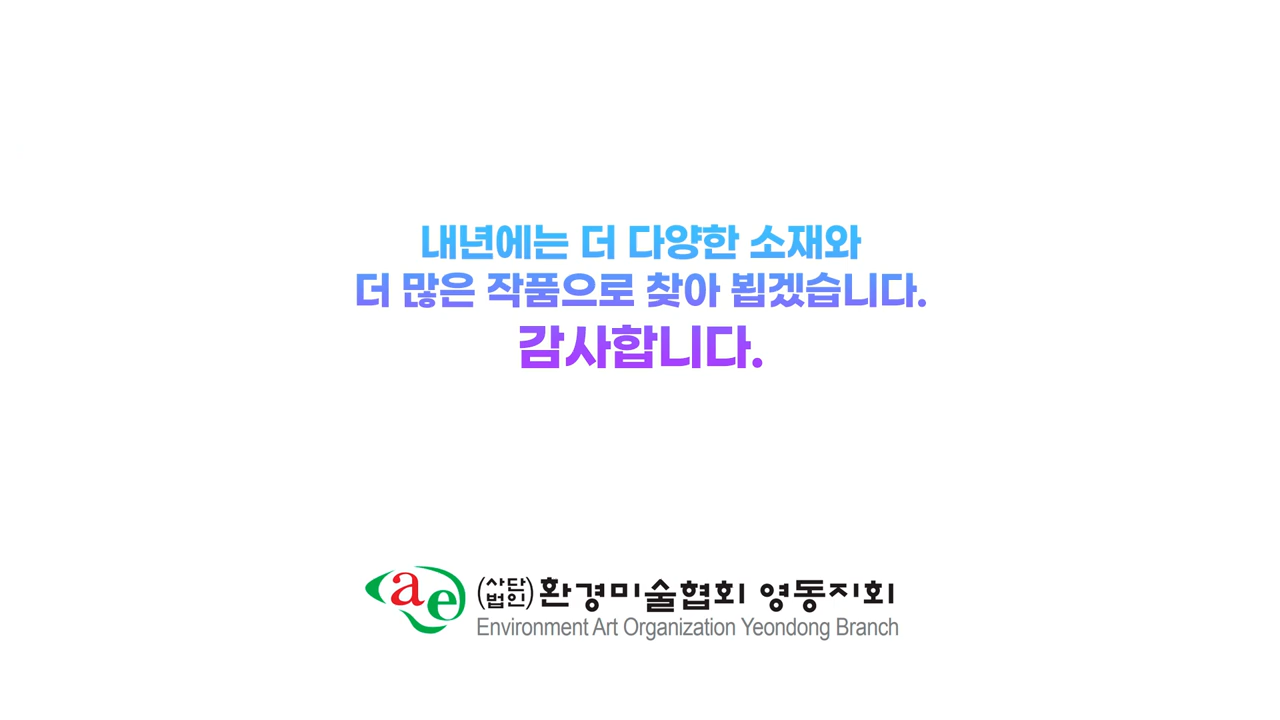 내년에는 더 다양한 소재와
더 많은 작품으로 찾아 뵙겠습니다.
감사합니다.
ae (사단법인) 환경미술협회 영동지회
Environment Art Organization Yeondong Branch